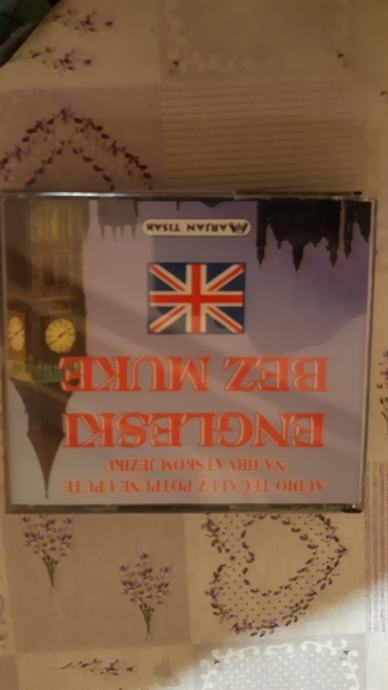 AUDIO TEČAJ UZ POTPUNE UPUTE
NA HRVATSKOM JEZIKU
ENGLESKI
BEZ MUKE
MARJAN TISAK